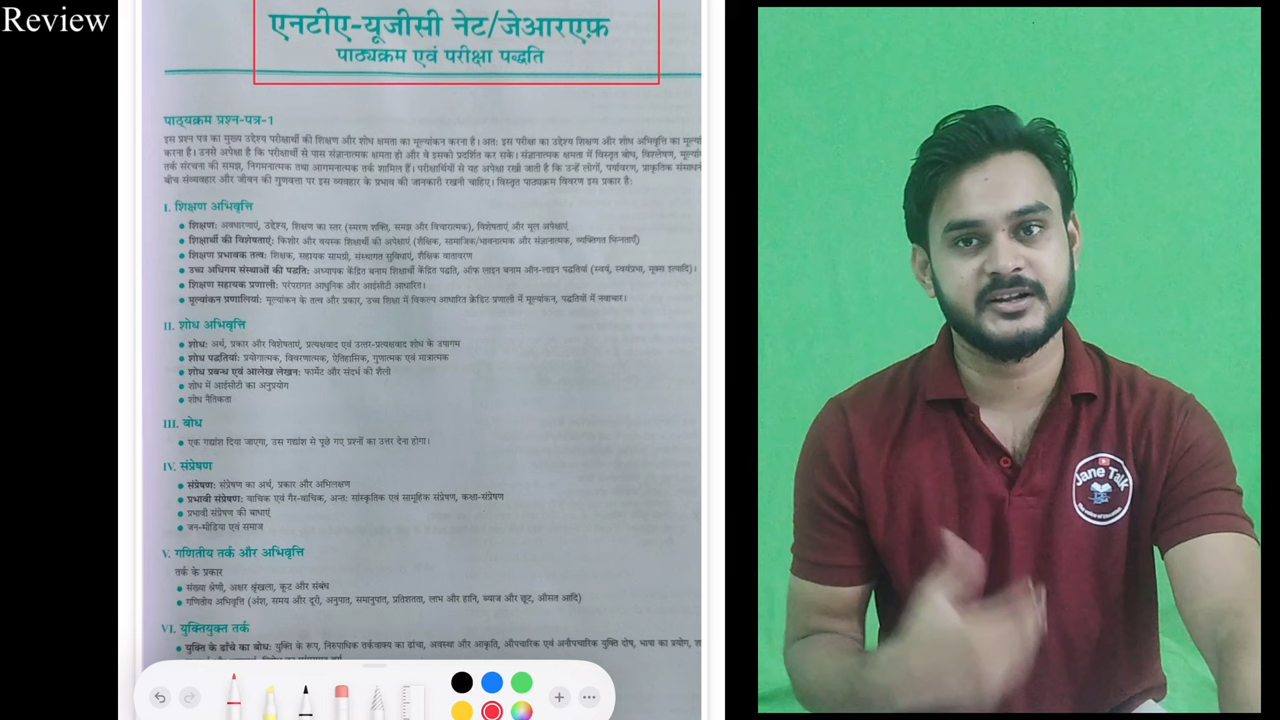 Review
एनटीए-यूजीसी नेट/जेआरएफ़
पाठ्यक्रम एवं परीक्षा पद्धति
पाठ्यक्रम प्रश्न-पत्र-1
इस प्रश्न पत्र का मुख्य उद्देश्य परीक्षार्थी की शिक्षण और शोध क्षमता का मूल्यांकन करना है। अतः इस परीक्षा का उद्देश्य शिक्षण और शोध अभिवृत्ति का
करना है। उनसे अपेक्षा है कि परीक्षार्थी से पास संज्ञानात्मक क्षमता हो और वे इसको प्रदर्शित कर सके। संज्ञानात्मक क्षमता में विस्तृत बोध, विश्लेषण,
तर्क संरचना की समझ, निगमनात्मक तथा आगमनात्मक तर्क शामिल हैं। परीक्षार्थियों से यह अपेक्षा रखी जाती है कि उन्हें लोगों, पर्यावरण, प्राकृतिक
बीच संव्यवहार और जीवन की गुणवत्ता पर इस व्यवहार के प्रभाव की जानकारी रखनी चाहिए। विस्तृत पाठ्यक्रम विवरण इस प्रकार है:
I. शिक्षण अभिवृत्ति
● शिक्षण: अवधारणाएं, उद्देश्य, शिक्षण का स्तर (स्मरण शक्ति, समझ और विचारात्मक), विशेषताएं और मूल अपेक्षाएं
● शिक्षार्थी की विशेषताएं: किशोर और वयस्क शिक्षार्थी की अपेक्षाएं (शैक्षिक, सामाजिक/भावनात्मक और संज्ञानात्मक, व्यक्तिगत भिन्नताएँ)
● शिक्षण प्रभावक तत्व: शिक्षक, सहायक सामग्री, संस्थागत सुविधाएं, शैक्षिक वातावरण
● उच्च अधिगम संस्थाओं की पद्धति: अध्यापक केंद्रित बनाम शिक्षार्थी केंद्रित पद्धति, ऑफ लाइन बनाम ऑन-लाइन पद्धतियां (स्वयं, स्वयंप्रभा, मूक्स इत्यादि)।
● शिक्षण सहायक प्रणाली: परंपरागत आधुनिक और आईसीटी आधारित।
● मूल्यांकन प्रणालियां: मूल्यांकन के तत्व और प्रकार, उच्च शिक्षा में विकल्प आधारित क्रेडिट प्रणाली में मूल्यांकन, पद्धतियों में नवाचार।
II. शोध अभिवृत्ति
● शोध: अर्थ, प्रकार और विशेषताएं, प्रत्यक्षवाद एवं उत्तर-प्रत्यक्षवाद शोध के उपागम
● शोध पद्धतियां: प्रयोगात्मक, विवरणात्मक, ऐतिहासिक, गुणात्मक एवं मात्रात्मक
● शोध प्रबन्ध एवं आलेख लेखन: फार्मेट और संदर्भ की शैली
● शोध में आईसीटी का अनुप्रयोग
● शोध नैतिकता
III. बोध
● एक गद्यांश दिया जाएगा, उस गद्यांश से पूछे गए प्रश्नों का उत्तर देना होगा।
IV. संप्रेषण
● संप्रेषण: संप्रेषण का अर्थ, प्रकार और अभिलक्षण
● प्रभावी संप्रेषण: वाचिक एवं गैर-वाचिक, अन्तः सांस्कृतिक एवं सामूहिक संप्रेषण, कक्षा-संप्रेषण
● प्रभावी संप्रेषण की बाधाएं
● जन-मीडिया एवं समाज
V. गणितीय तर्क और अभिवृत्ति
तर्क के प्रकार
● संख्या श्रेणी, अक्षर श्रृंखला, कूट और संबंध
● गणितीय अभिवृत्ति (अंश, समय और दूरी, अनुपात, समानुपात, प्रतिशतता, लाभ और हानि, ब्याज और छूट, औसत आदि)
VI. युक्तियुक्त तर्क
● युक्ति के ढाँचे का बोध: युक्ति के रूप, निरुपाधिक तर्कवाक्य का ढांचा, अवस्था और आकृति, औपचारिक एवं अनौपचारिक युक्ति दोष, भाषा का प्रयोग,
Jane Talk